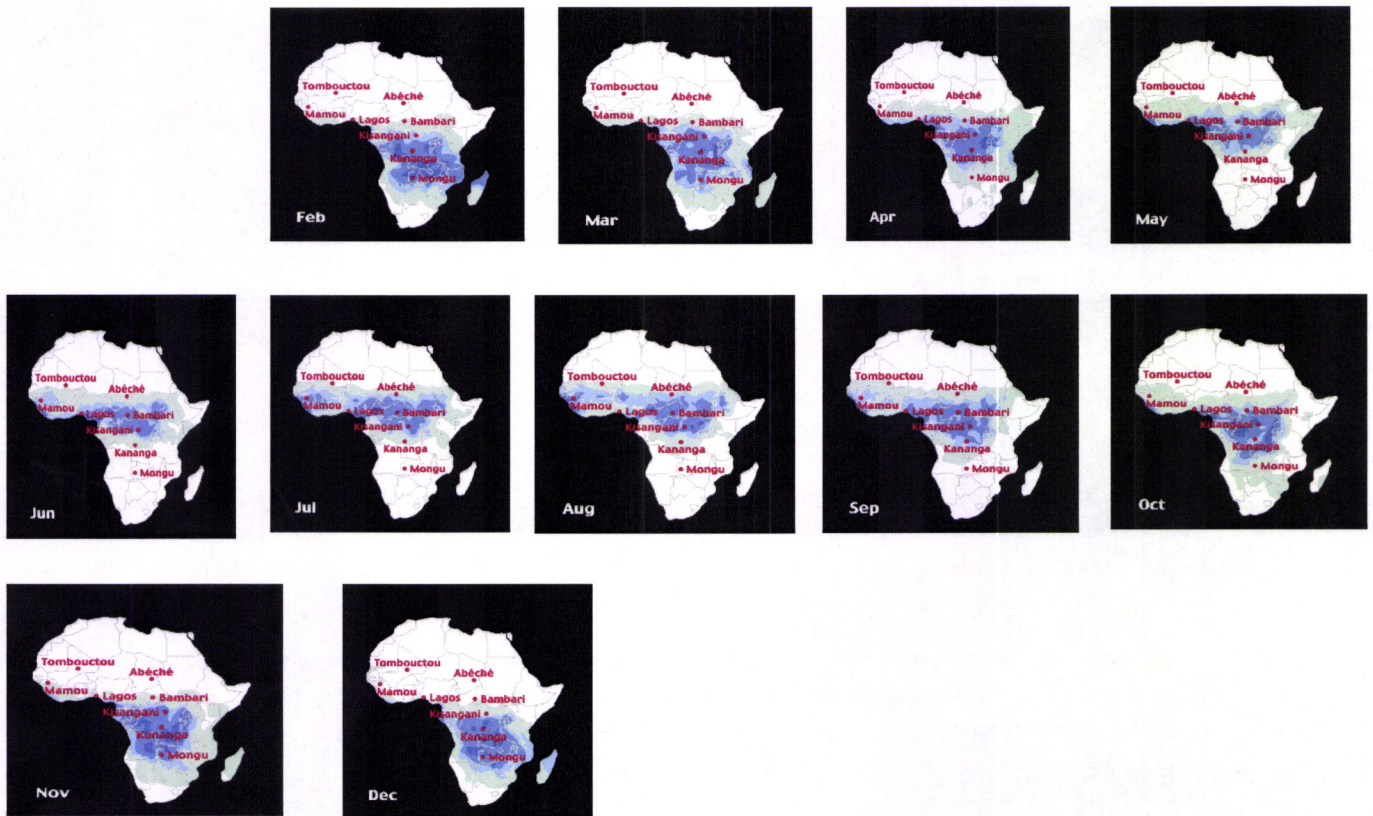 Tombouctou
Abéché
Mamou
Lagos
Bambari
Kisangani
Kananga
Mongu
Feb
Tombouctou
Abéché
Mamou
Lagos
Bambari
Kisangani
Kananga
Mongu
Mar
Tombouctou
Abéché
Mamou
Lagos
Bambari
Kisangani
Kananga
Mongu
Apr
Tombouctou
Abéché
Mamou
Lagos
Bambari
Kisangani
Kananga
Mongu
May
Tombouctou
Abéché
Mamou
Lagos
Bambari
Kisangani
Kananga
Mongu
Jun
Tombouctou
Abéché
Mamou
Lagos
Bambari
Kisangani
Kananga
Mongu
Jul
Tombouctou
Abéché
Mamou
Lagos
Bambari
Kisangani
Kananga
Mongu
Aug
Tombouctou
Abéché
Mamou
Lagos
Bambari
Kisangani
Kananga
Mongu
Sep
Tombouctou
Abéché
Mamou
Lagos
Bambari
Kisangani
Kananga
Mongu
Oct
Tombouctou
Abéché
Mamou
Lagos
Bambari
Kisangani
Kananga
Mongu
Nov
Tombouctou
Abéché
Mamou
Lagos
Bambari
Kisangani
Kananga
Mongu
Dec